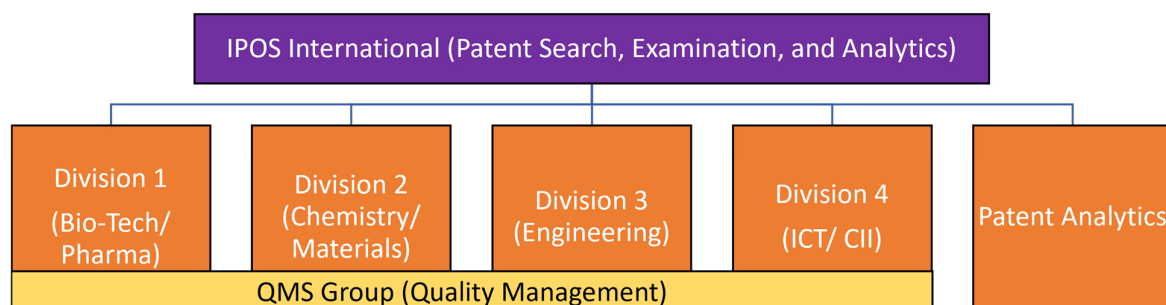 IPOS International (Patent Search, Examination, and Analytics)
Division 1
(Bio-Tech/
Pharma)
Division 2
(Chemistry/
Materials)
Division 3
(Engineering)
Division 4
(ICT/ CII)
Patent Analytics
QMS Group (Quality Management)